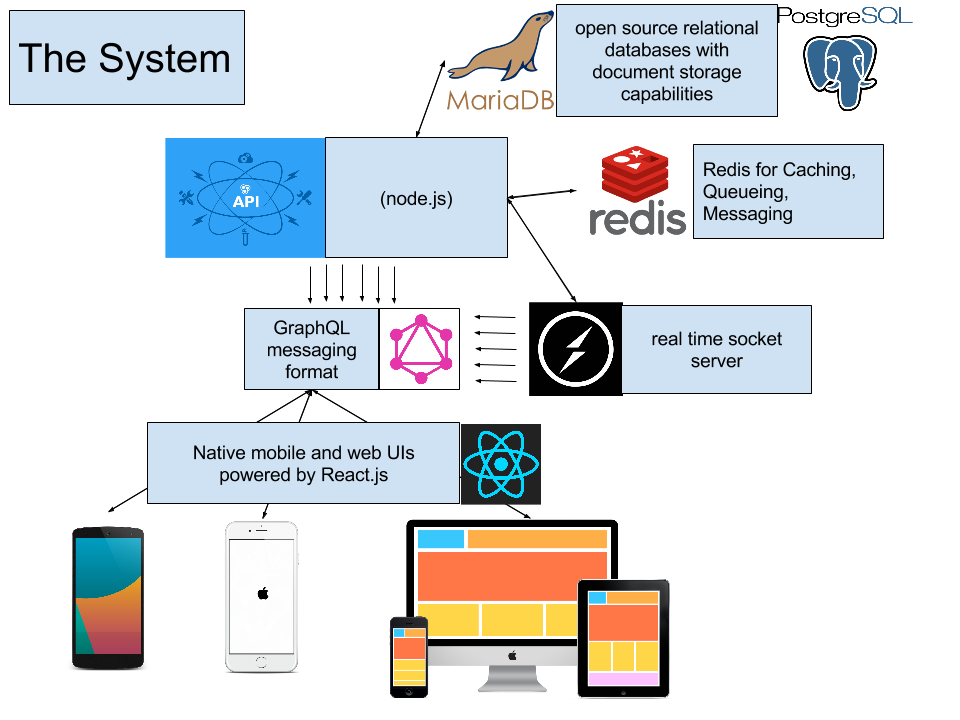 The System
MariaDB
open source relational
databases with
document storage
capabilities
PostgreSQL
API
(node.js)
redis
Redis for Caching,
Queueing,
Messaging
GraphQL
messaging
format
real time socket
server
Native mobile and web UIs
powered by React.js